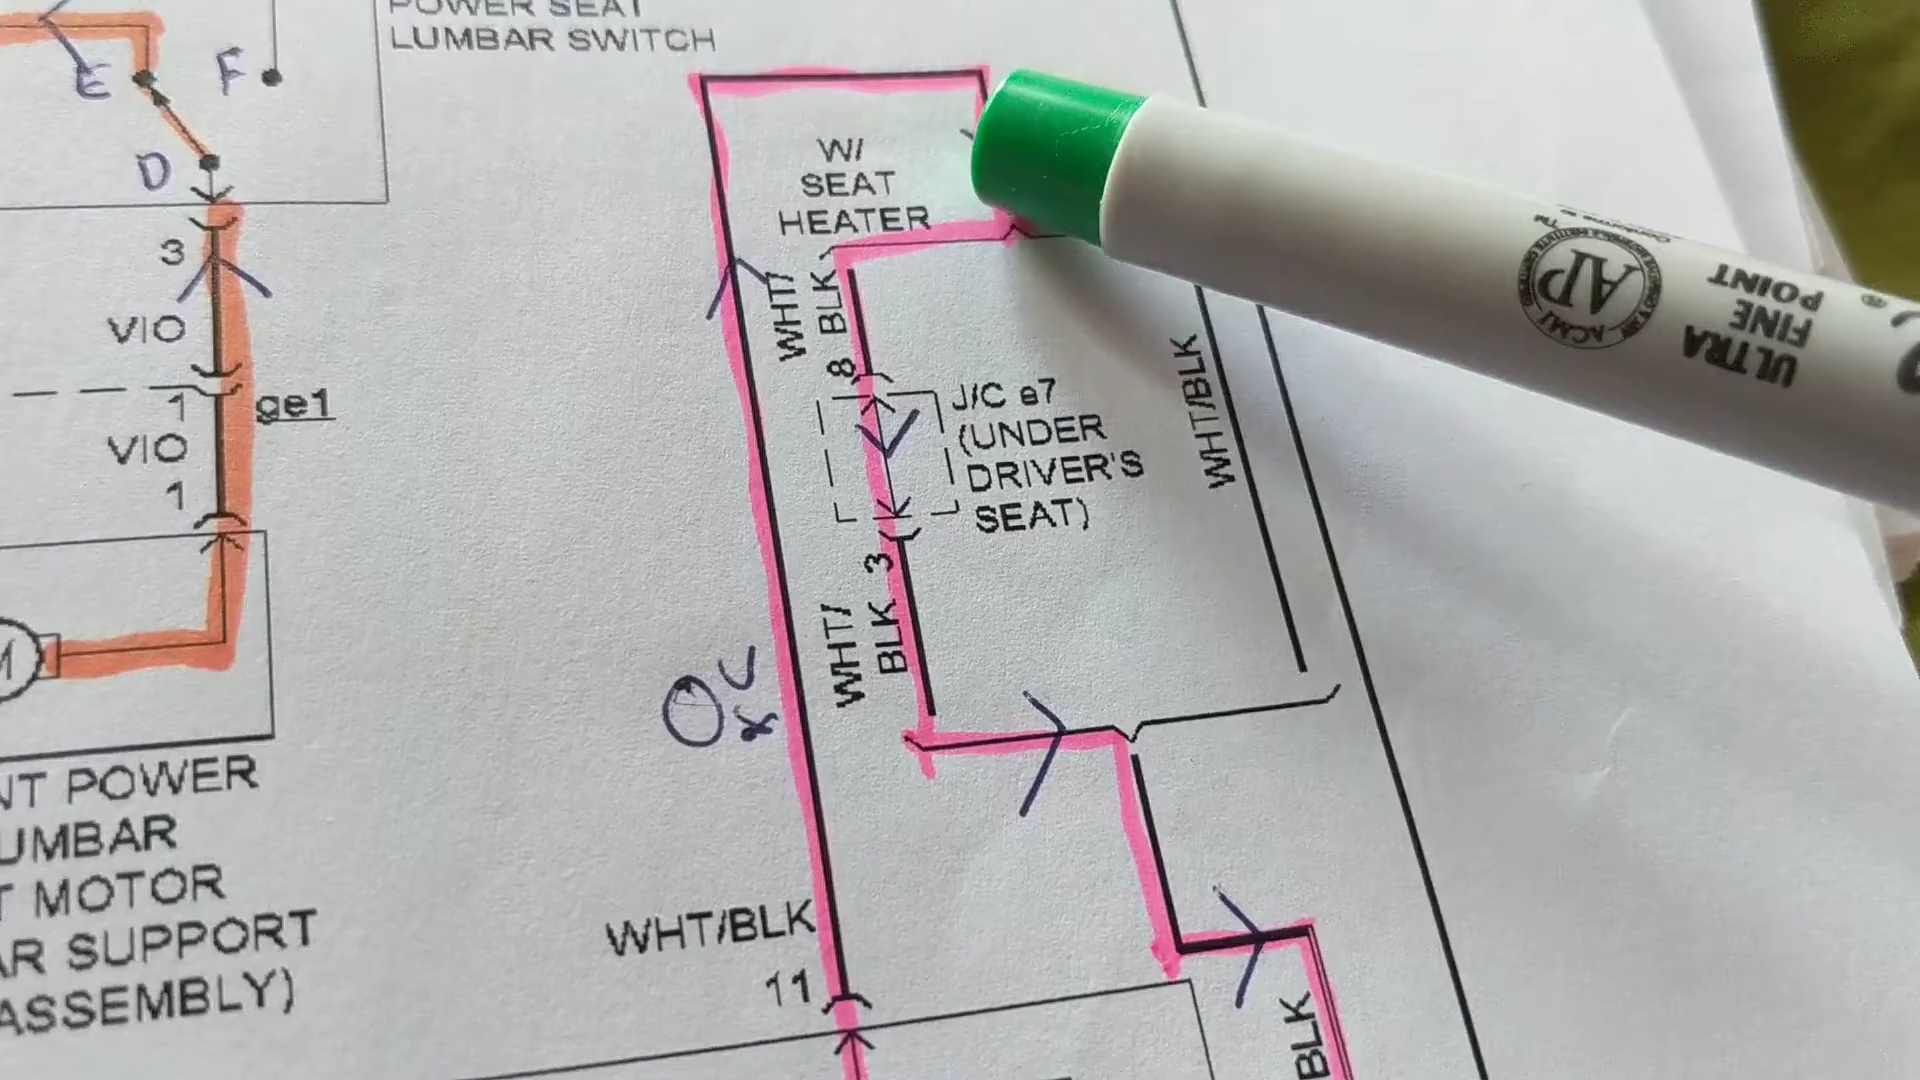 POWER SEAT
LUMBAR SWITCH
E
F
D
3
VIO
1
ge1
VIO
1
M
NT POWER
UMBAR
T MOTOR
AR SUPPORT
ASSEMBLY)
W/
SEAT
HEATER
WHT/
BLK
8
J/C e7
(UNDER
DRIVER'S
SEAT)
3
WHT/
BLK
WHT/BLK
WHT/BLK
11
BLK
AP
ACMI
ULTRA
FINE
POINT